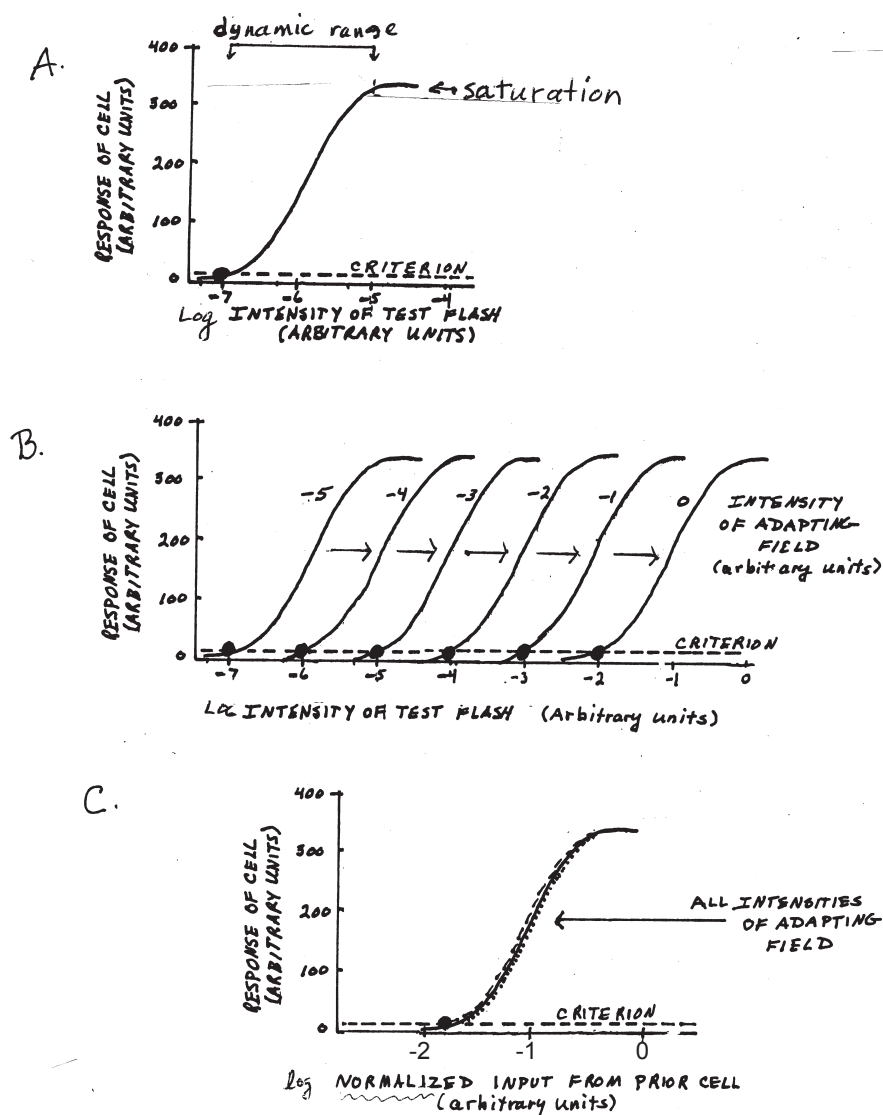 A.
dynamic range
400
300
200
100
0
RESPONSE OF CELL
(ARBITRARY UNITS)
← saturation
CRITERION
-7 -6 -5 -4
Log INTENSITY OF TEST FLASH
(ARBITRARY UNITS)
B.
400
300
200
100
0
RESPONSE OF CELL
(ARBITRARY UNITS)
-5 -4 -3 -2 -1 0
INTENSITY
OF ADAPTING
FIELD
(arbitrary units)
CRITERION
-7 -6 -5 -4 -3 -2 -1 0
LOG INTENSITY OF TEST FLASH (Arbitrary units)
C.
400
300
200
100
0
RESPONSE OF CELL
(ARBITRARY UNITS)
ALL INTENSITIES
OF ADAPTING
FIELD
CRITERION
-2 -1 0
log NORMALIZED INPUT FROM PRIOR CELL
(arbitrary units)